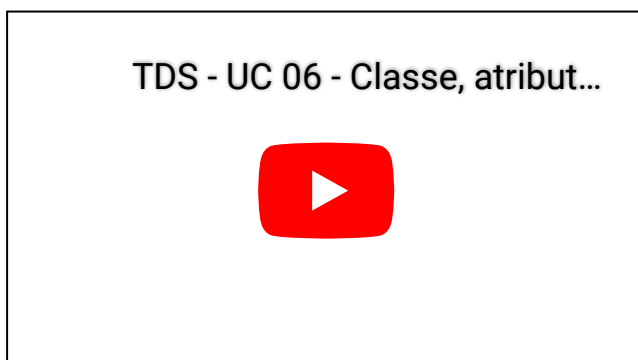 TDS - UC 06 - Classe, atribut…